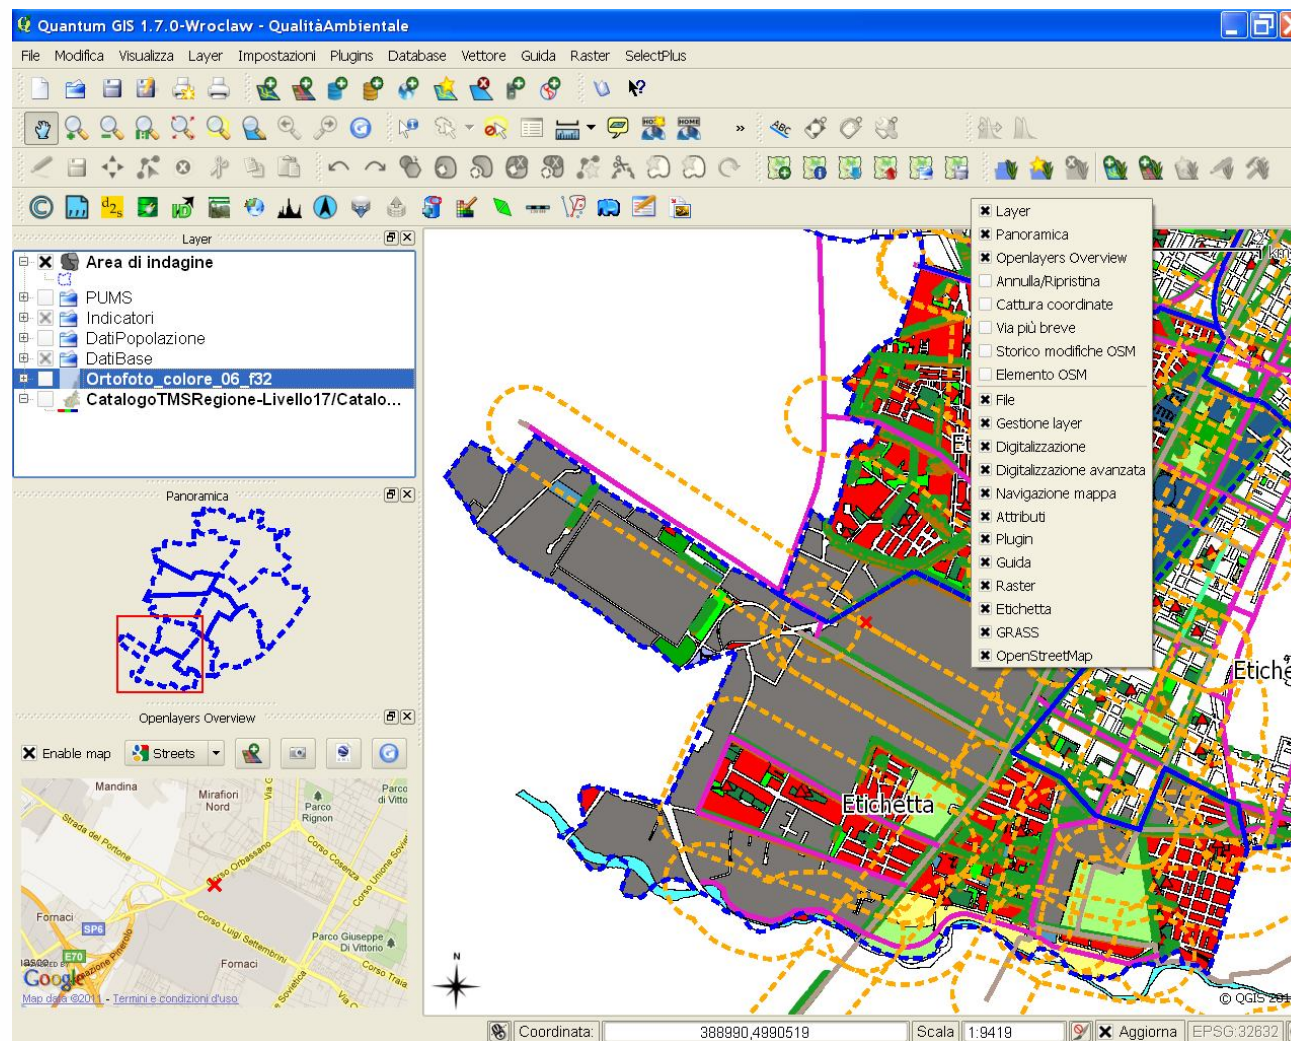 Quantum GIS 1.7.0-Wroclaw - QualitàAmbientale
File Modifica Visualizza Layer Impostazioni Plugins Database Vettore Guida Raster SelectPlus
Layer
Area di indagine
PUMS
Indicatori
DatiPopolazione
DatiBase
Ortofoto_colore_06_f32
CatalogoTMSRegione-Livello17/Catalo...
Panoramica
Openlayers Overview
Enable map Streets
Mandina
Mirafiori
Nord
Parco
Rignon
Parco
di Vitto
Strada del Portone
Corso Orbassano
Corso Cosenza
Corso Unione Sovie
Fornaci
SP6
Corso Luigi Settembrini
Parco Giuseppe
Di Vittorio
E70
Fornaci
Corso Traia
Google
Map data ©2011 - Termini e condizioni d'uso
Layer
Panoramica
Openlayers Overview
Annulla/Ripristina
Cattura coordinate
Via più breve
Storico modifiche OSM
Elemento OSM
File
Gestione layer
Digitalizzazione
Digitalizzazione avanzata
Navigazione mappa
Attributi
Plugin
Guida
Raster
Etichetta
GRASS
OpenStreetMap
1 km
Et
Etiche
Etichetta
N
© QGIS 201
Coordinata: 388990,4990519 Scala 1:9419 Aggiorna EPSG:32632